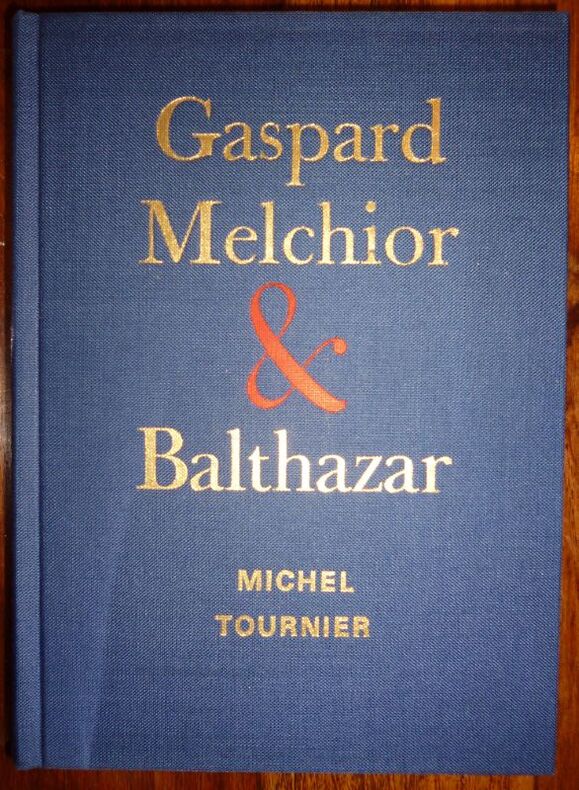 Gaspard
Melchior
&
Balthazar
MICHEL
TOURNIER